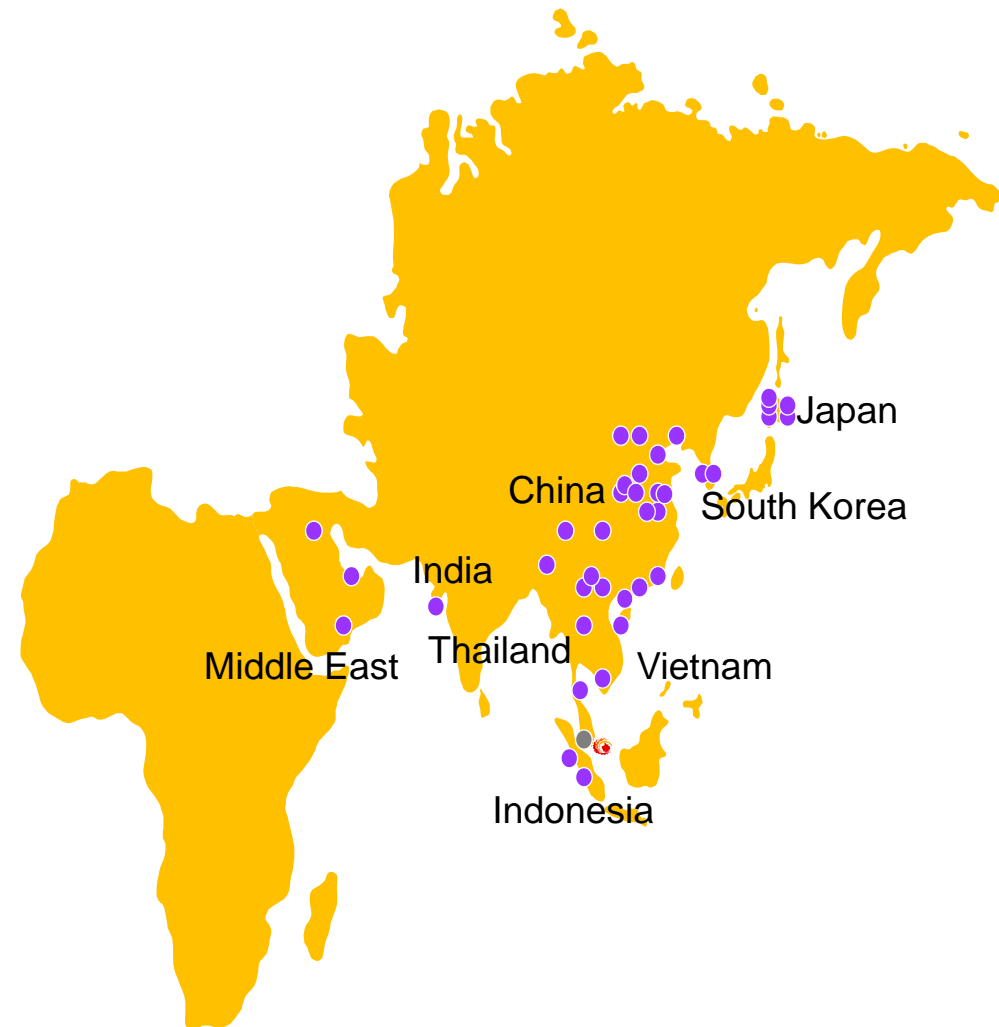 Japan
China
South Korea
India
Thailand
Vietnam
Middle East
Indonesia